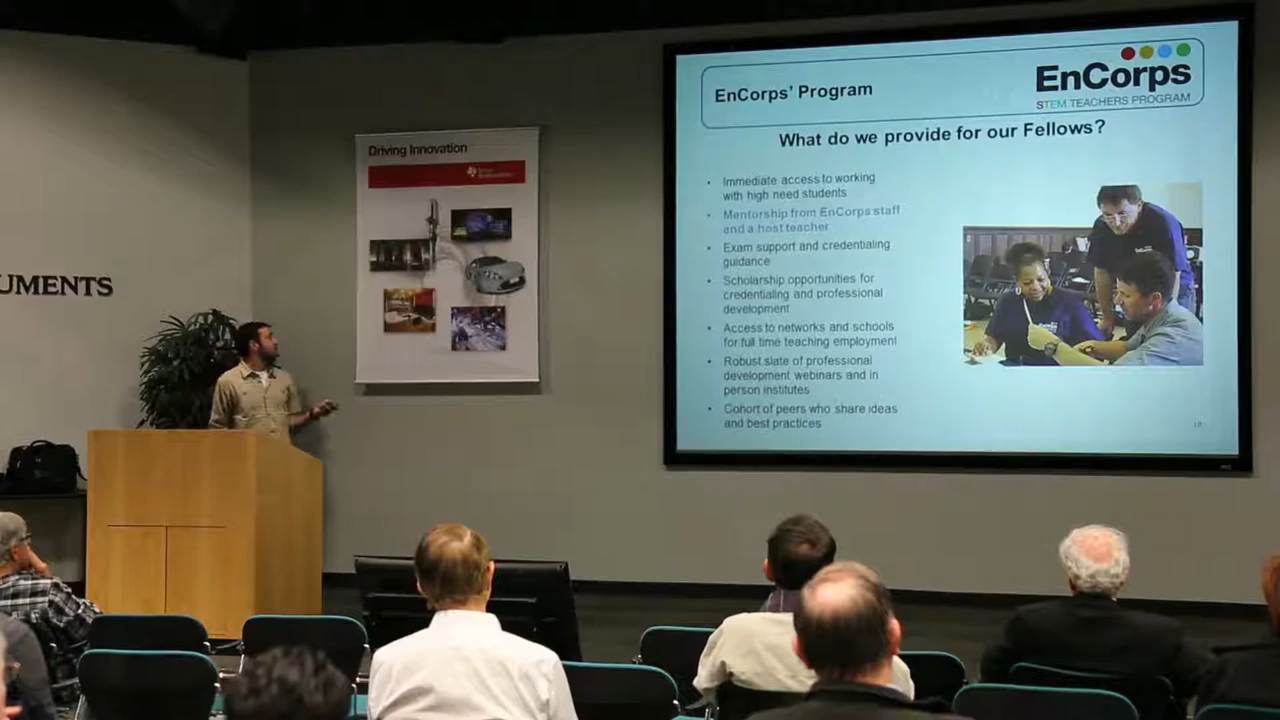 UMENTS
Driving Innovation
EnCorps' Program
EnCorps
STEM TEACHERS PROGRAM
What do we provide for our Fellows?
• Immediate access to working
with high need students
• Mentorship from EnCorps staff
and a host teacher
• Exam support and credentialing
guidance
• Scholarship opportunities for
credentialing and professional
development
• Access to networks and schools
for full time teaching employment
• Robust slate of professional
development webinars and in
person institutes
• Cohort of peers who share ideas
and best practices